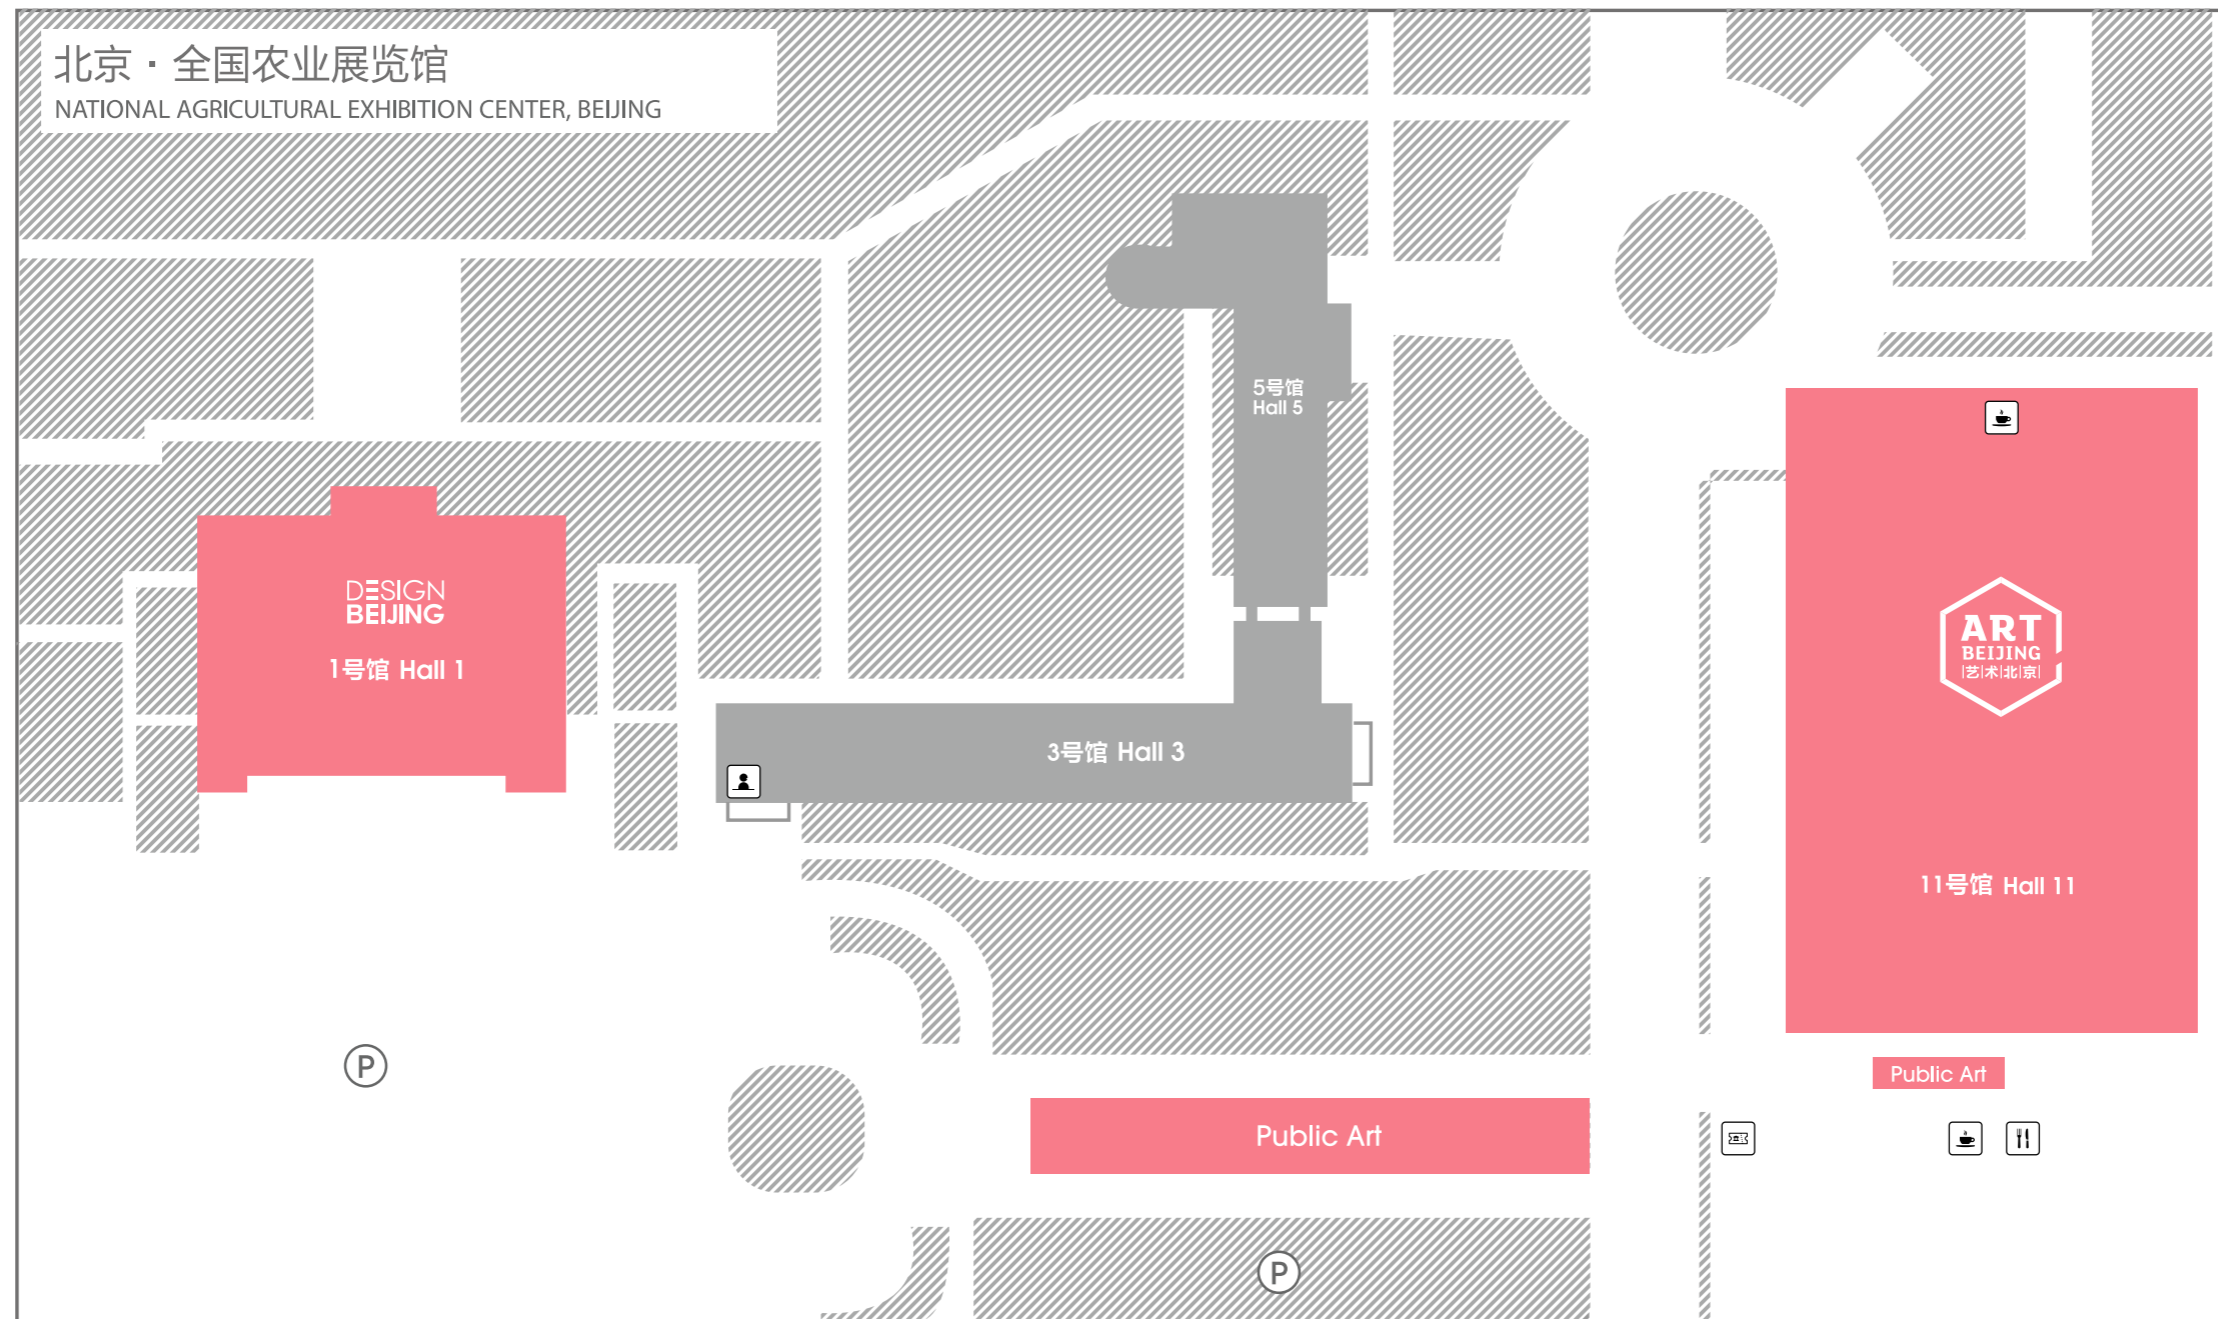 北京·全国农业展览馆
NATIONAL AGRICULTURAL EXHIBITION CENTER, BEIJING
5号馆
Hall 5
DESIGN
BEIJING
1号馆 Hall 1
ART
BEIJING
|艺|术|北|京|
3号馆 Hall 3
11号馆 Hall 11
P
Public Art
Public Art
P